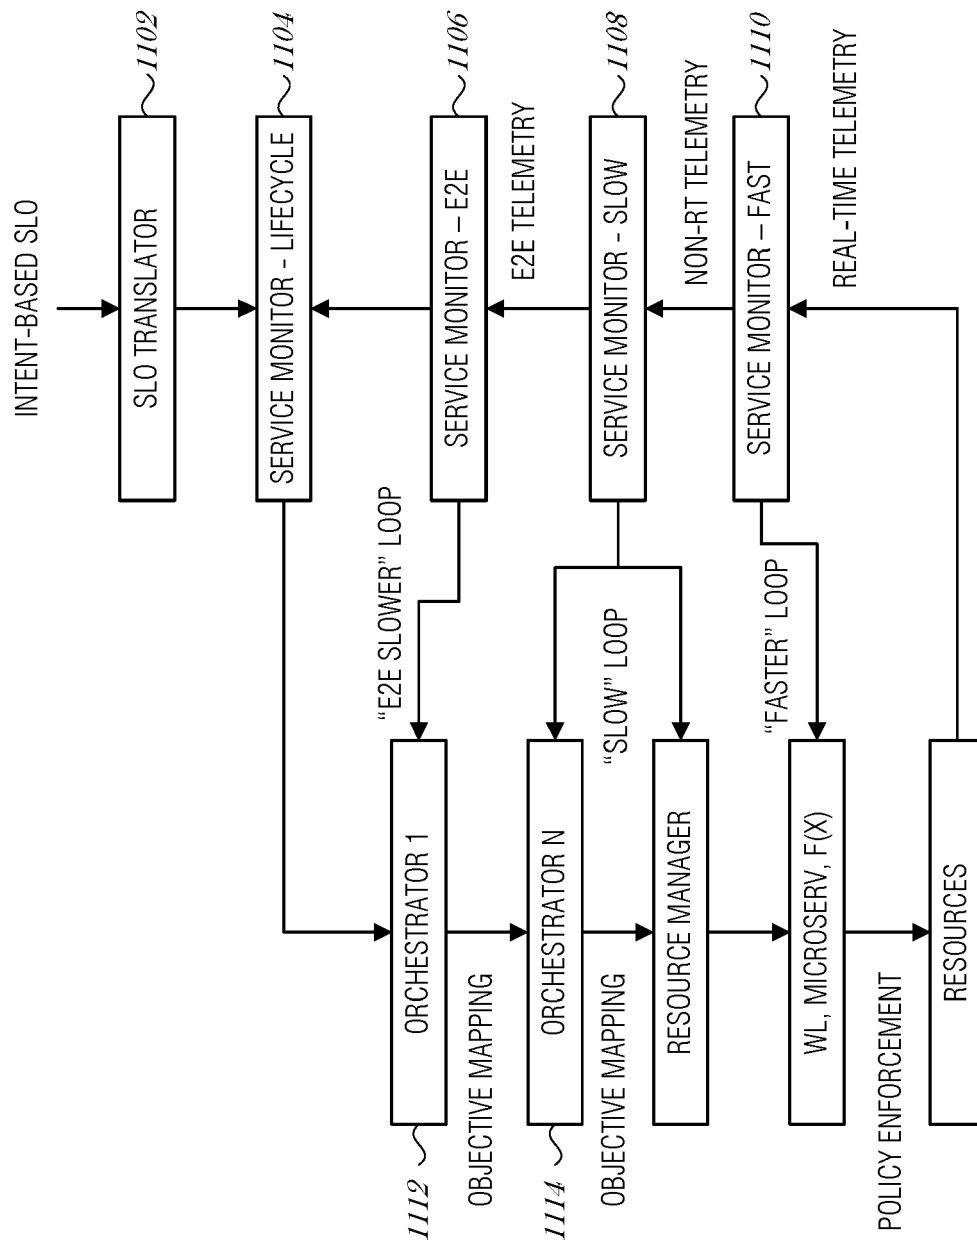 INTENT-BASED SLO
SLO TRANSLATOR
1102
SERVICE MONITOR - LIFECYCLE
1104
SERVICE MONITOR – E2E
1106
E2E TELEMETRY
SERVICE MONITOR - SLOW
1108
NON-RT TELEMETRY
SERVICE MONITOR – FAST
1110
REAL-TIME TELEMETRY
“E2E SLOWER” LOOP
“SLOW” LOOP
“FASTER” LOOP
1112
ORCHESTRATOR 1
OBJECTIVE MAPPING
1114
ORCHESTRATOR N
OBJECTIVE MAPPING
RESOURCE MANAGER
WL, MICROSERV, F(X)
POLICY ENFORCEMENT
RESOURCES